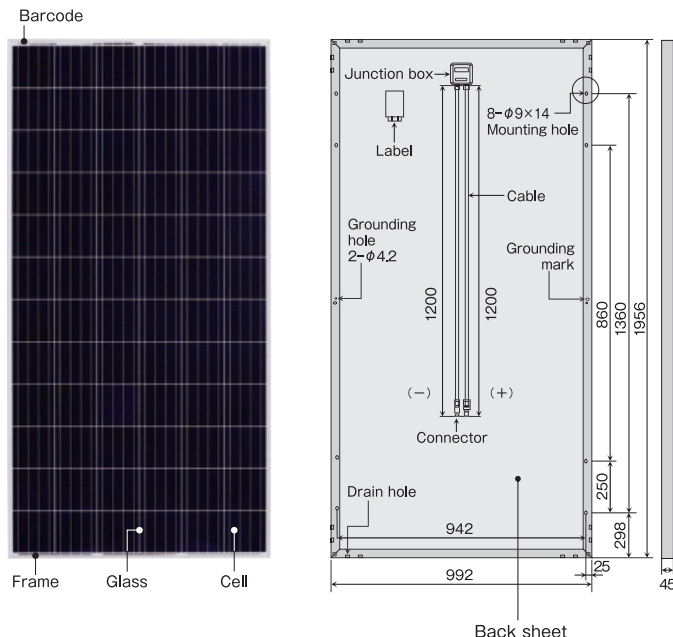 Barcode
Junction box
8-φ9×14
Mounting hole
Label
Cable
Grounding
hole
2-φ4.2
Grounding
mark
1200
1200
860
1360
1956
(−)
(+)
Connector
250
Drain hole
298
942
25
992
45
Frame
Glass
Cell
Back sheet